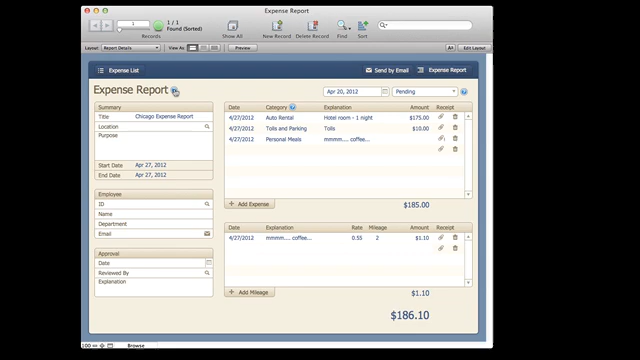 Expense Report
1
1 / 1
Found (Sorted)
Records
Show All
New Record
Delete Record
Find
Sort
Layout: Report Details
View As:
Preview
Aa
Edit Layout
Expense List
Send by Email
Expense Report
Expense Report
Apr 20, 2012
Pending
Summary
Title Chicago Expense Report
Location
Purpose
Start Date Apr 27, 2012
End Date Apr 27, 2012
Employee
ID
Name
Department
Email
Approval
Date
Reviewed By
Explanation
Date Category Explanation Amount Receipt
4/27/2012 Auto Rental Hotel room - 1 night $175.00
4/27/2012 Tolls and Parking Tolls $10.00
4/27/2012 Personal Meals mmmm.... coffee...
+ Add Expense
$185.00
Date Explanation Rate Mileage Amount Receipt
4/27/2012 mmmm.... coffee... 0.55 2 $1.10
+ Add Mileage
$1.10
$186.10
100
Browse